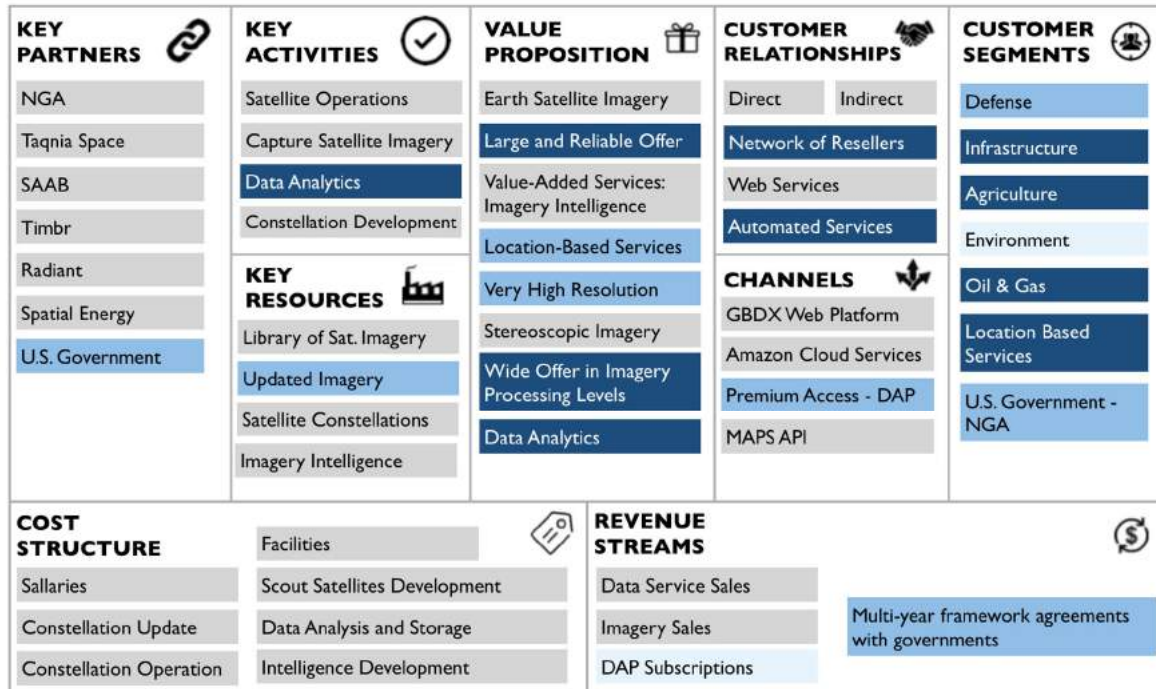 KEY
PARTNERS
NGA
Taqnia Space
SAAB
Timbr
Radiant
Spatial Energy
U.S. Government
KEY
ACTIVITIES
Satellite Operations
Capture Satellite Imagery
Data Analytics
Constellation Development
KEY
RESOURCES
Library of Sat. Imagery
Updated Imagery
Satellite Constellations
Imagery Intelligence
VALUE
PROPOSITION
Earth Satellite Imagery
Large and Reliable Offer
Value-Added Services:
Imagery Intelligence
Location-Based Services
Very High Resolution
Stereoscopic Imagery
Wide Offer in Imagery
Processing Levels
Data Analytics
CUSTOMER
RELATIONSHIPS
Direct
Indirect
Network of Resellers
Web Services
Automated Services
CHANNELS
GBDX Web Platform
Amazon Cloud Services
Premium Access - DAP
MAPS API
CUSTOMER
SEGMENTS
Defense
Infrastructure
Agriculture
Environment
Oil & Gas
Location Based
Services
U.S. Government -
NGA
COST
STRUCTURE
Sallaries
Constellation Update
Constellation Operation
Facilities
Scout Satellites Development
Data Analysis and Storage
Intelligence Development
REVENUE
STREAMS
$
Data Service Sales
Imagery Sales
DAP Subscriptions
Multi-year framework agreements
with governments